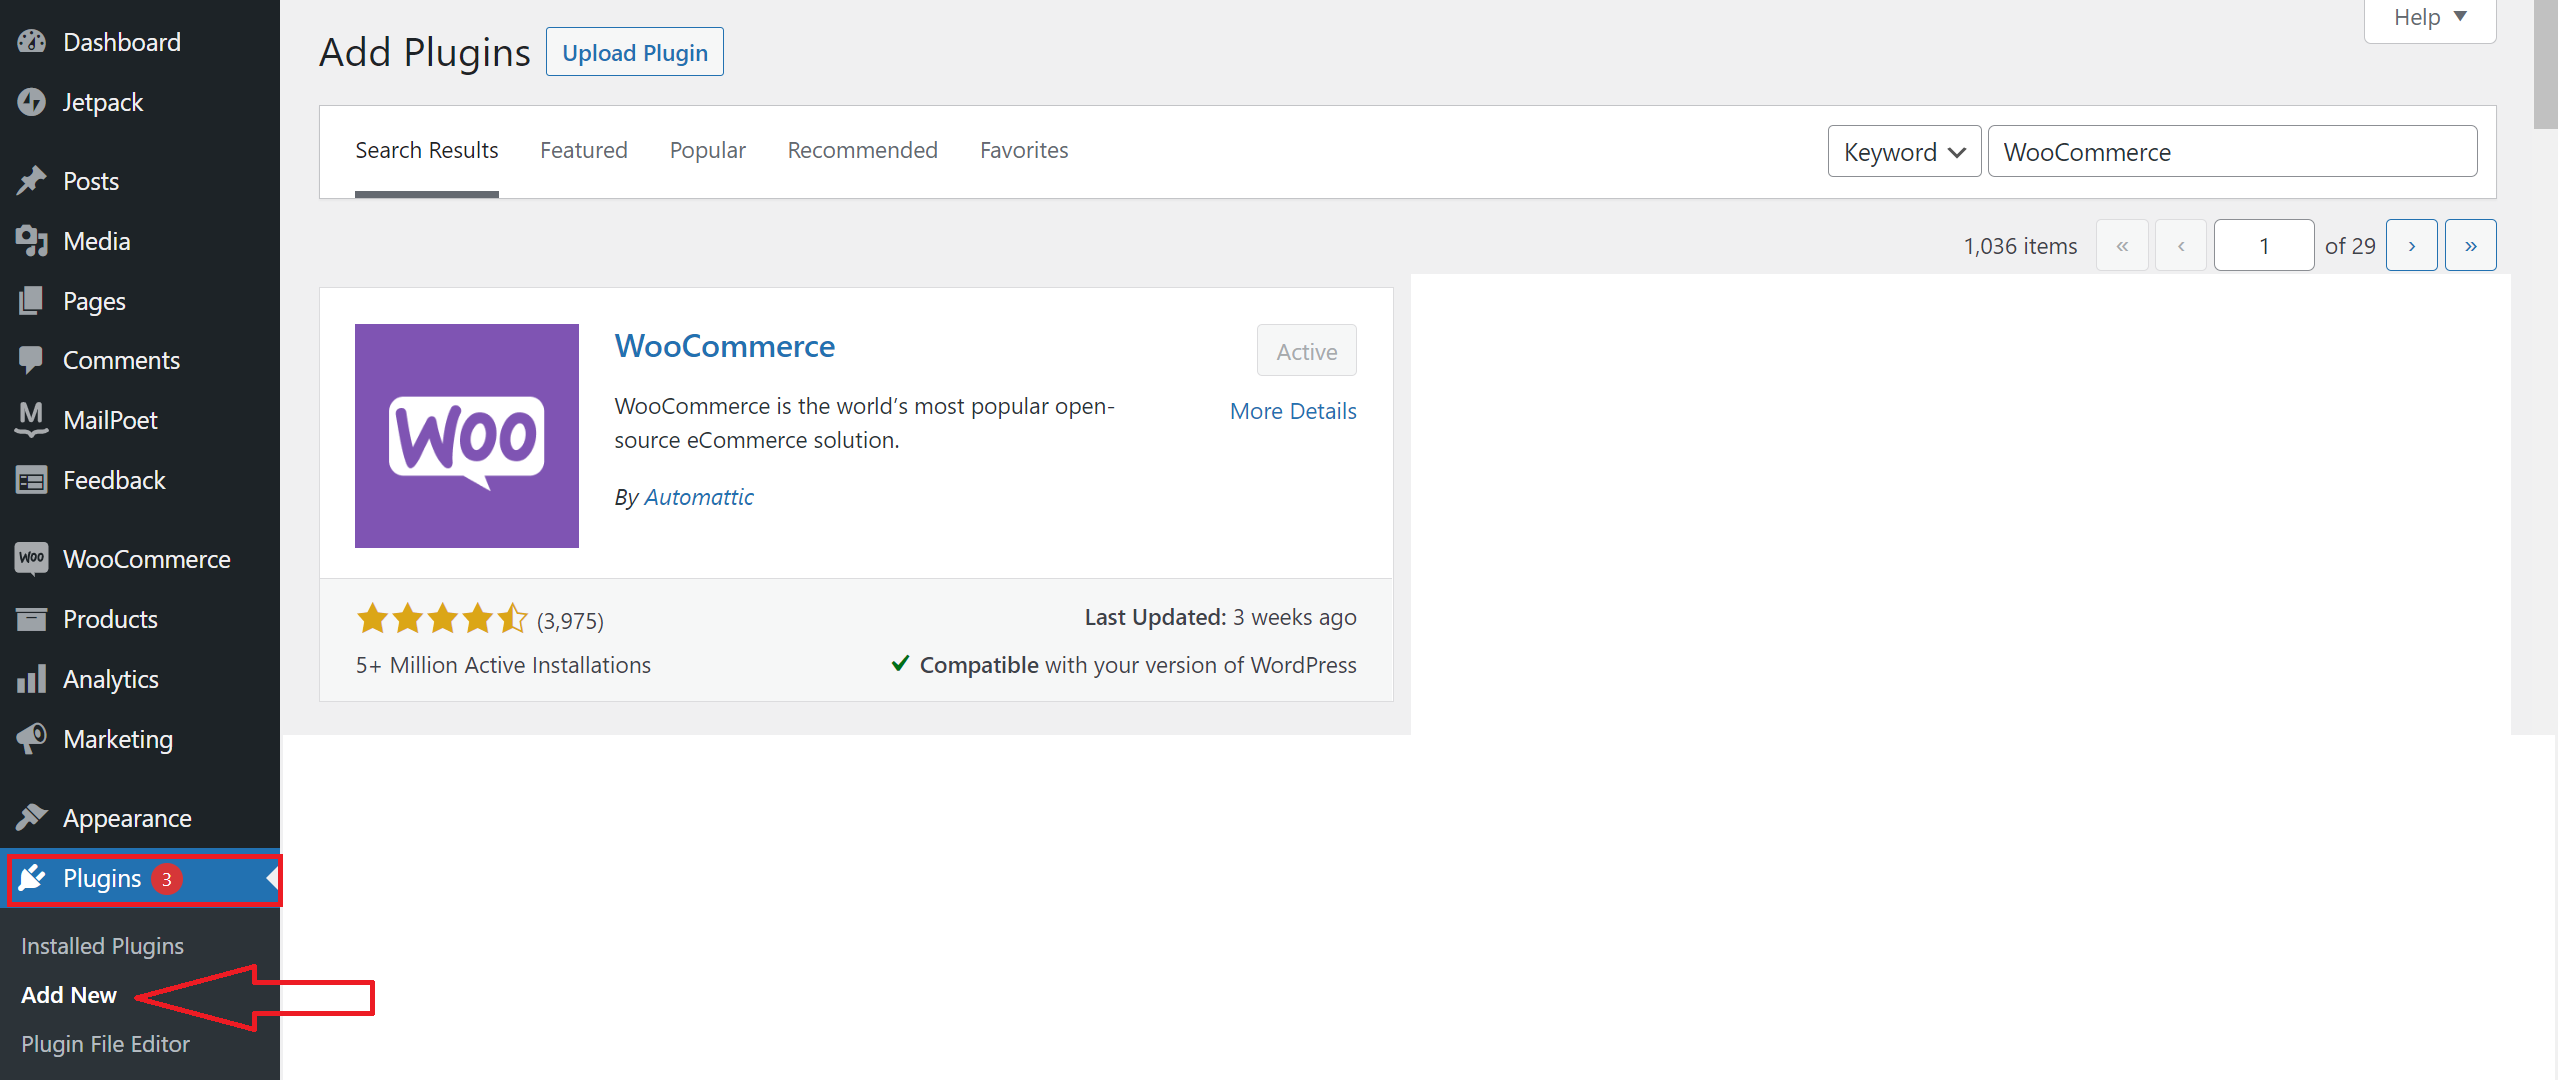 Dashboard
Jetpack
Posts
Media
Pages
Comments
MailPoet
Feedback
WooCommerce
Products
Analytics
Marketing
Appearance
Plugins 3
Installed Plugins
Add New
Plugin File Editor
Help
Add Plugins Upload Plugin
Search Results Featured Popular Recommended Favorites Keyword WooCommerce
1,036 items « ‹ 1 of 29 › »
Woo
WooCommerce
Active
WooCommerce is the world’s most popular open-
source eCommerce solution.
More Details
By Automattic
(3,975)
Last Updated: 3 weeks ago
5+ Million Active Installations
Compatible with your version of WordPress